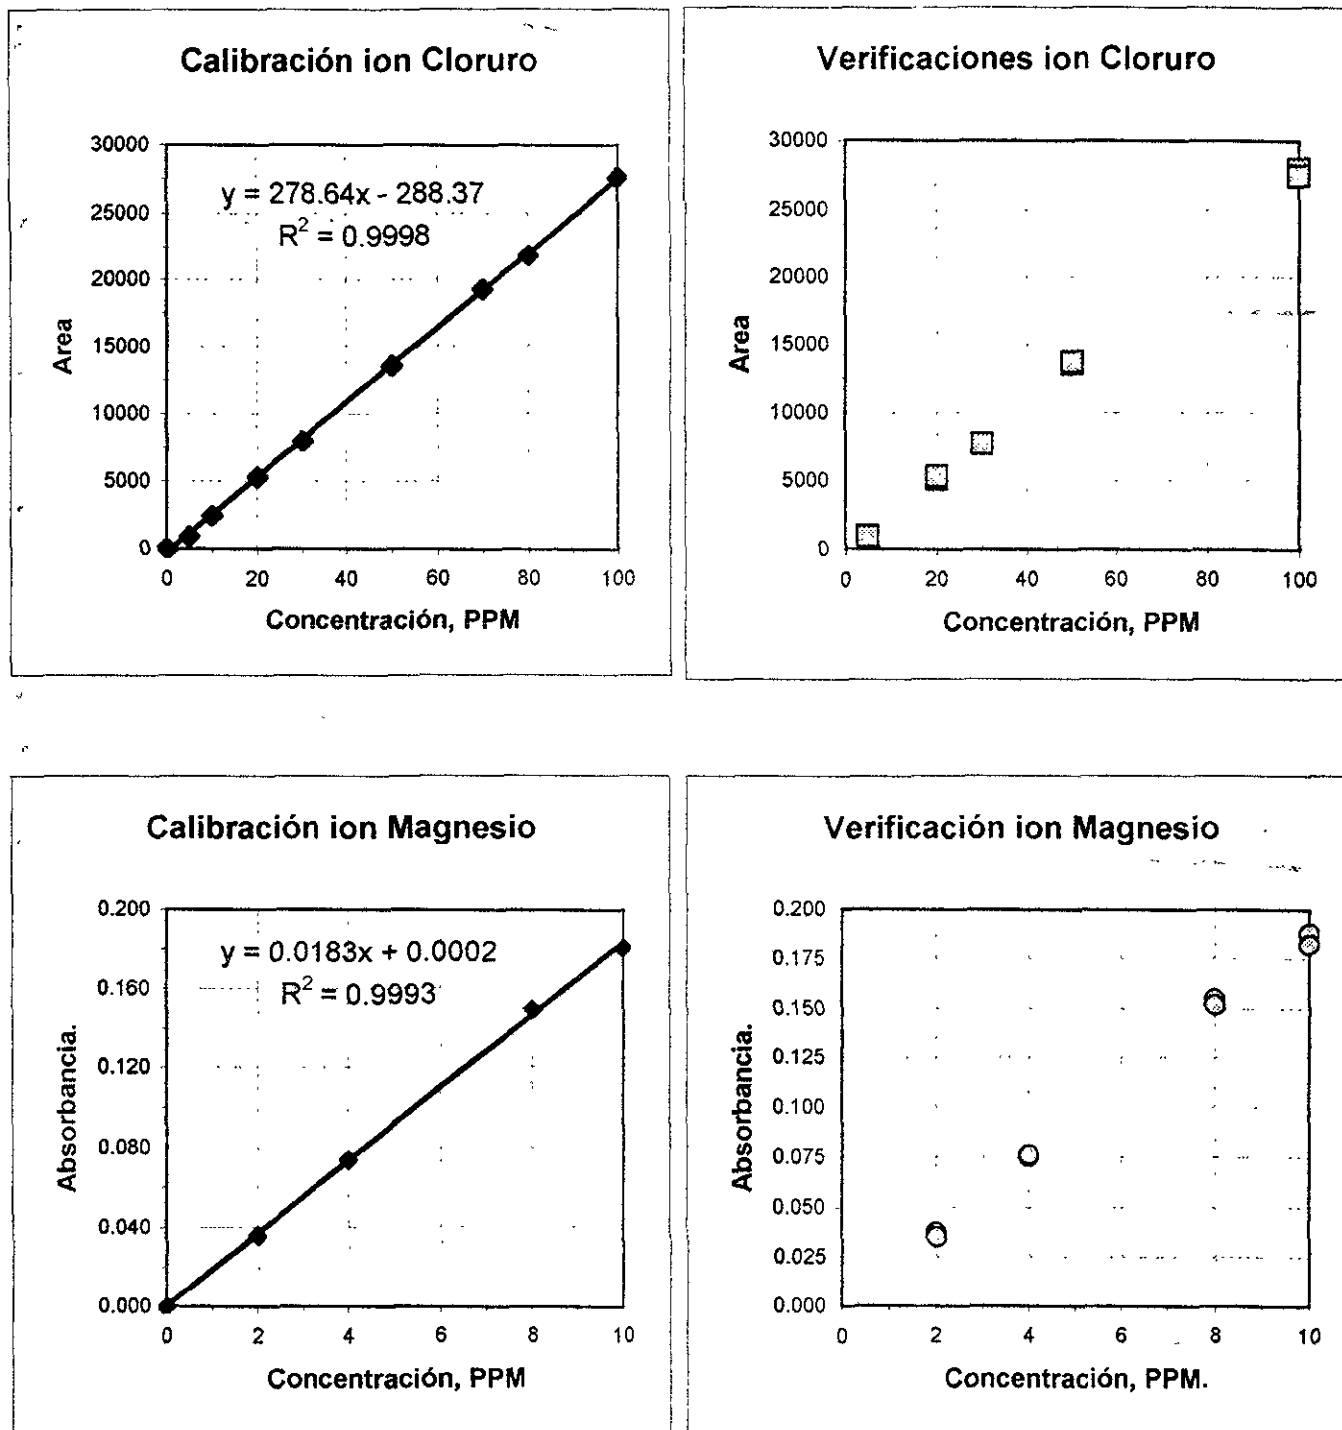 Calibración ion Cloruro
30000
25000
20000
15000
10000
5000
0
y = 278.64x - 288.37
R² = 0.9998
Area
0 20 40 60 80 100
Concentración, PPM
Verificaciones ion Cloruro
30000
25000
20000
15000
10000
5000
0
Area
0 20 40 60 80 100
Concentración, PPM
Calibración ion Magnesio
0.200
0.160
0.120
0.080
0.040
0.000
y = 0.0183x + 0.0002
R² = 0.9993
Absorbancia.
0 2 4 6 8 10
Concentración, PPM
Verificación ion Magnesio
0.200
0.175
0.150
0.125
0.100
0.075
0.050
0.025
0.000
Absorbancia.
0 2 4 6 8 10
Concentración, PPM.